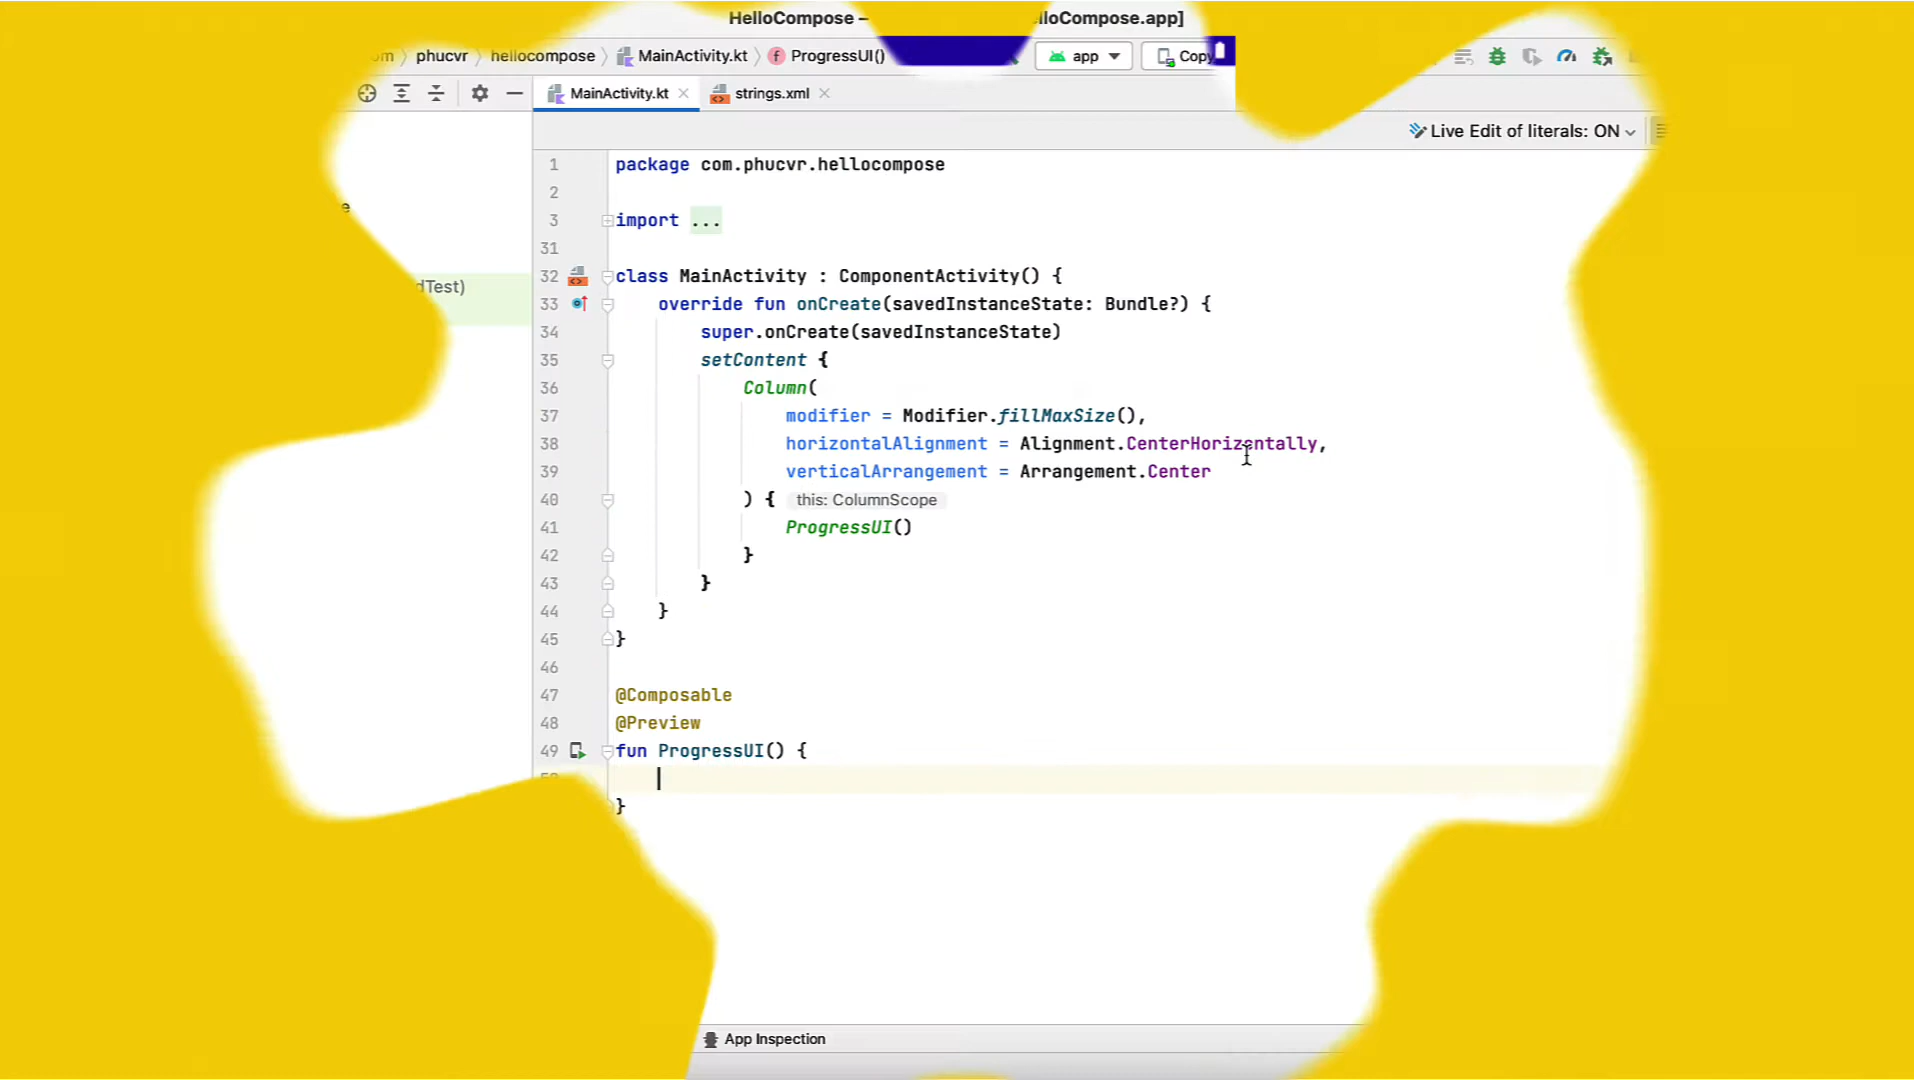 HelloCompose – lloCompose.app]
om phucvr hellocompose MainActivity.kt f ProgressUI() app Copy
MainActivity.kt strings.xml
Live Edit of literals: ON
1 package com.phucvr.hellocompose
2
e
3 import ...
31
32 class MainActivity : ComponentActivity() {
dTest)
33 override fun onCreate(savedInstanceState: Bundle?) {
34 super.onCreate(savedInstanceState)
35 setContent {
36 Column(
37 modifier = Modifier.fillMaxSize(),
38 horizontalAlignment = Alignment.CenterHorizontally,
39 verticalArrangement = Arrangement.Center
40 ) { this: ColumnScope
41 ProgressUI()
42 }
43 }
44 }
45 }
46
47 @Composable
48 @Preview
49 fun ProgressUI() {
}
App Inspection